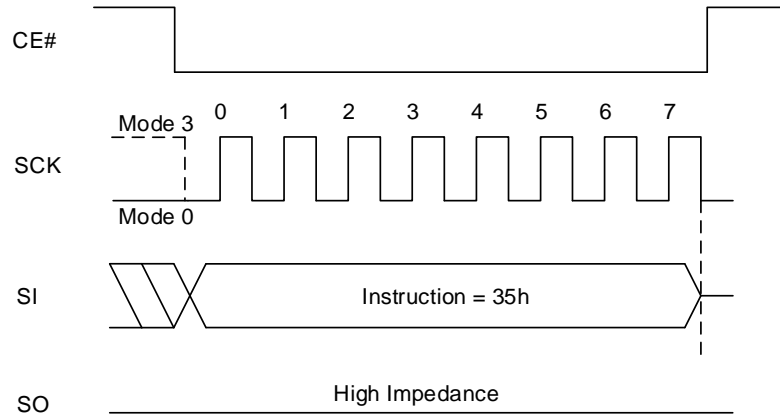 CE#
0 1 2 3 4 5 6 7
Mode 3
SCK
Mode 0
SI
Instruction = 35h
High Impedance
SO